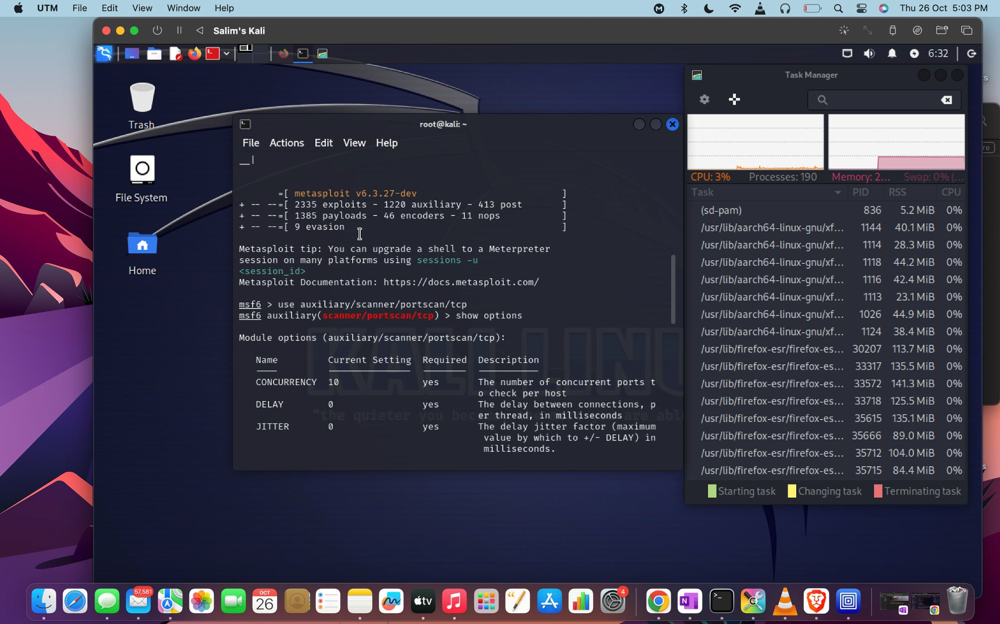 UTM File Edit View Window Help Thu 26 Oct 5:03 PM
Salim's Kali
6:32
Trash
File System
Home
root@kali: ~
File Actions Edit View Help
__|
=[ metasploit v6.3.27-dev ]
+ -- --=[ 2335 exploits - 1220 auxiliary - 413 post ]
+ -- --=[ 1385 payloads - 46 encoders - 11 nops ]
+ -- --=[ 9 evasion ]
Metasploit tip: You can upgrade a shell to a Meterpreter
session on many platforms using sessions -u
<session_id>
Metasploit Documentation: https://docs.metasploit.com/
msf6 > use auxiliary/scanner/portscan/tcp
msf6 auxiliary(scanner/portscan/tcp) > show options
Module options (auxiliary/scanner/portscan/tcp):
Name Current Setting Required Description
CONCURRENCY 10 yes The number of concurrent ports t
o check per host
DELAY 0 yes The delay between connections, p
er thread, in milliseconds
JITTER 0 yes The delay jitter factor (maximum
value by which to +/- DELAY) in
milliseconds.
KALI LINU
"the quieter you become are abl
Task Manager
CPU: 3% Processes: 190 Memory: 2... Swap: 0% (...
Task PID RSS CPU
(sd-pam) 836 5.2 MiB 0%
/usr/lib/aarch64-linux-gnu/xf... 1144 40.1 MiB 0%
/usr/lib/aarch64-linux-gnu/xf... 1114 28.3 MiB 0%
/usr/lib/aarch64-linux-gnu/xf... 1118 44.2 MiB 0%
/usr/lib/aarch64-linux-gnu/xf... 1116 42.4 MiB 0%
/usr/lib/aarch64-linux-gnu/xf... 1113 23.1 MiB 0%
/usr/lib/aarch64-linux-gnu/xf... 1026 44.9 MiB 0%
/usr/lib/aarch64-linux-gnu/xf... 1124 38.4 MiB 0%
/usr/lib/firefox-esr/firefox-es... 30207 113.7 MiB 0%
/usr/lib/firefox-esr/firefox-es... 33317 135.5 MiB 0%
/usr/lib/firefox-esr/firefox-es... 33572 141.3 MiB 0%
/usr/lib/firefox-esr/firefox-es... 33718 125.5 MiB 0%
/usr/lib/firefox-esr/firefox-es... 35615 135.1 MiB 0%
/usr/lib/firefox-esr/firefox-es... 35666 89.0 MiB 0%
/usr/lib/firefox-esr/firefox-es... 35712 104.0 MiB 0%
/usr/lib/firefox-esr/firefox-es... 35715 84.4 MiB 0%
Starting task Changing task Terminating task
57,581
OCT
26
tv
4